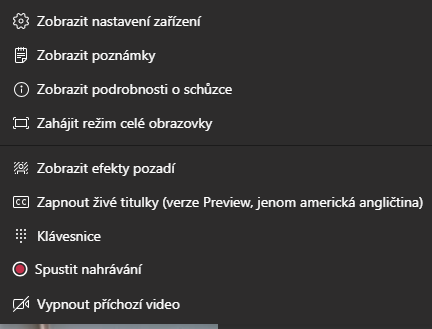 Zobrazit nastavení zařízení
Zobrazit poznámky
Zobrazit podrobnosti o schůzce
Zahájit režim celé obrazovky
Zobrazit efekty pozadí
CC Zapnout živé titulky (verze Preview, jenom americká angličtina)
Klávesnice
Spustit nahrávání
Vypnout příchozí video